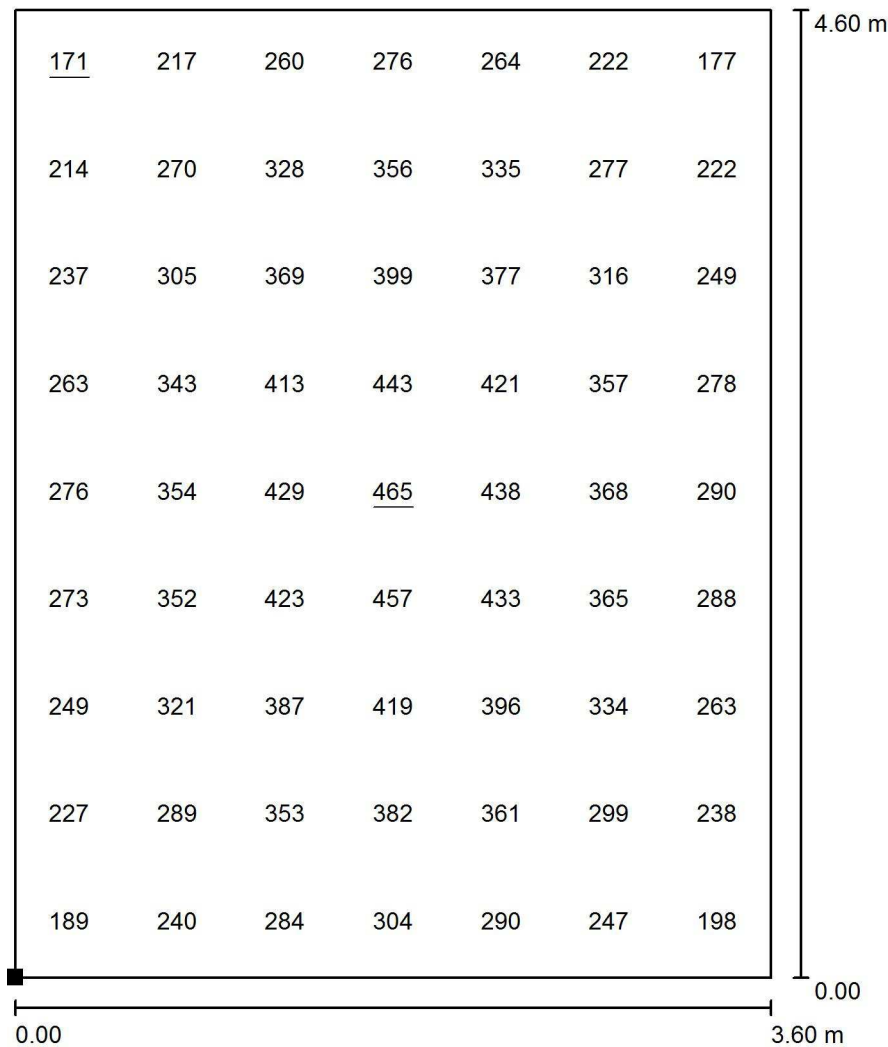 4.60 m
171 217 260 276 264 222 177
214 270 328 356 335 277 222
237 305 369 399 377 316 249
263 343 413 443 421 357 278
276 354 429 465 438 368 290
273 352 423 457 433 365 288
249 321 387 419 396 334 263
227 289 353 382 361 299 238
189 240 284 304 290 247 198
0.00
0.00 3.60 m